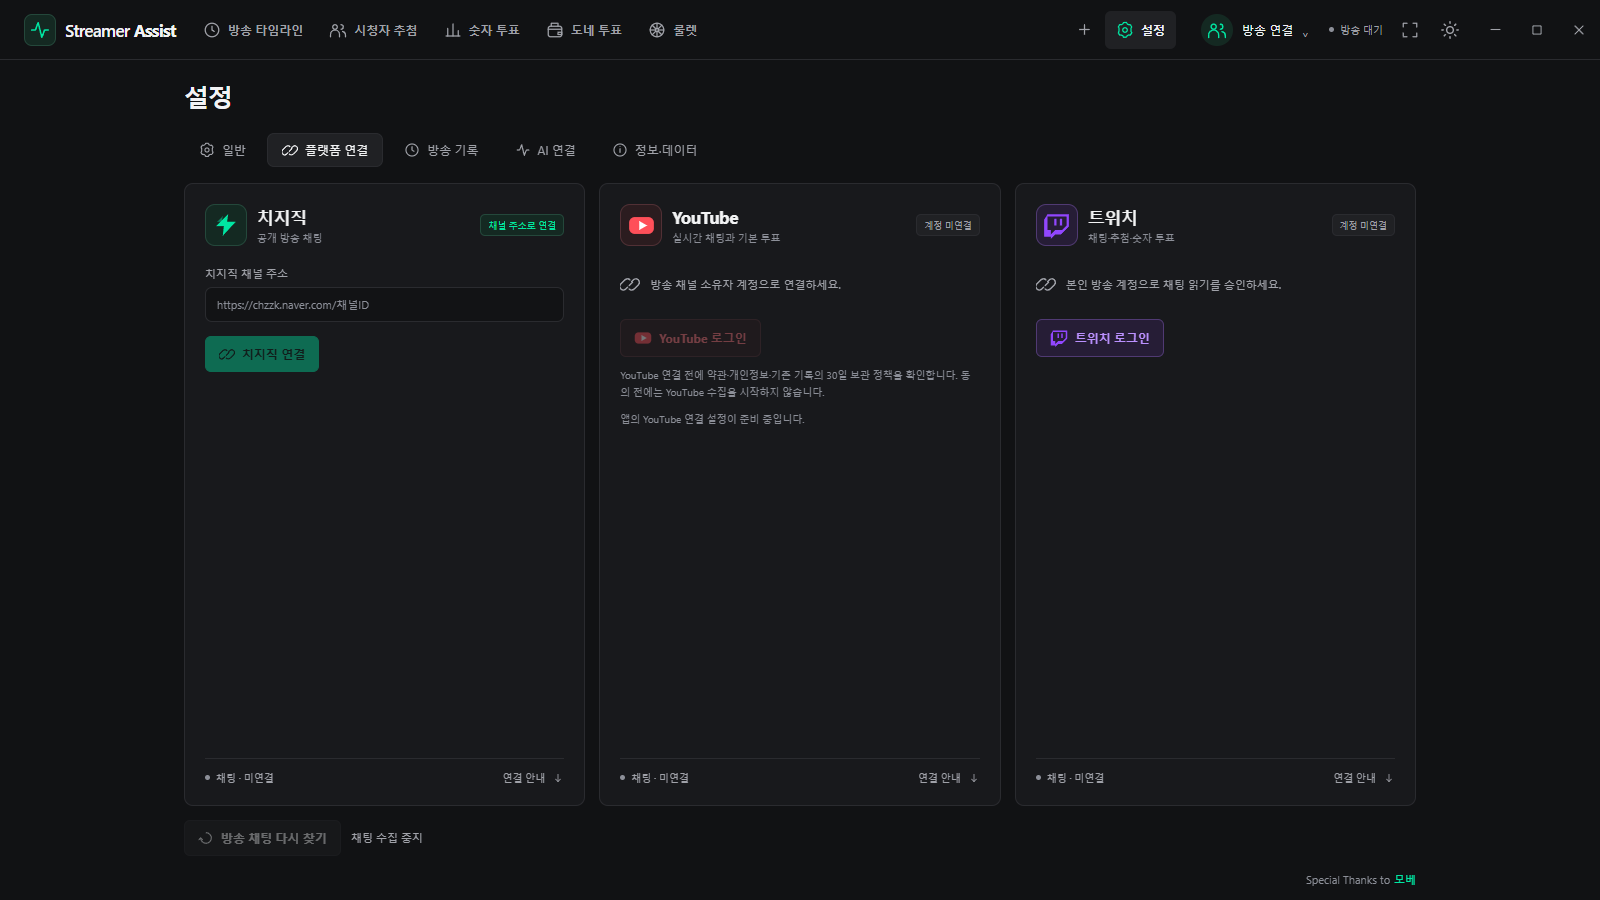 Streamer Assist
방송 타임라인
시청자 추첨
숫자 투표
도네 투표
룰렛
설정
방송 연결
방송 대기
설정
일반
플랫폼 연결
방송 기록
AI 연결
정보·데이터
치지직
공개 방송 채팅
채널 주소로 연결
치지직 채널 주소
https://chzzk.naver.com/채널ID
치지직 연결
채팅 · 미연결
연결 안내
YouTube
실시간 채팅과 기본 투표
계정 미연결
방송 채널 소유자 계정으로 연결하세요.
YouTube 로그인
YouTube 연결 전에 약관·개인정보·기존 기록의 30일 보관 정책을 확인합니다. 동
의 전에는 YouTube 수집을 시작하지 않습니다.
앱의 YouTube 연결 설정이 준비 중입니다.
채팅 · 미연결
연결 안내
트위치
채팅·추첨·숫자 투표
계정 미연결
본인 방송 계정으로 채팅 읽기를 승인하세요.
트위치 로그인
채팅 · 미연결
연결 안내
방송 채팅 다시 찾기
채팅 수집 중지
Special Thanks to 모베